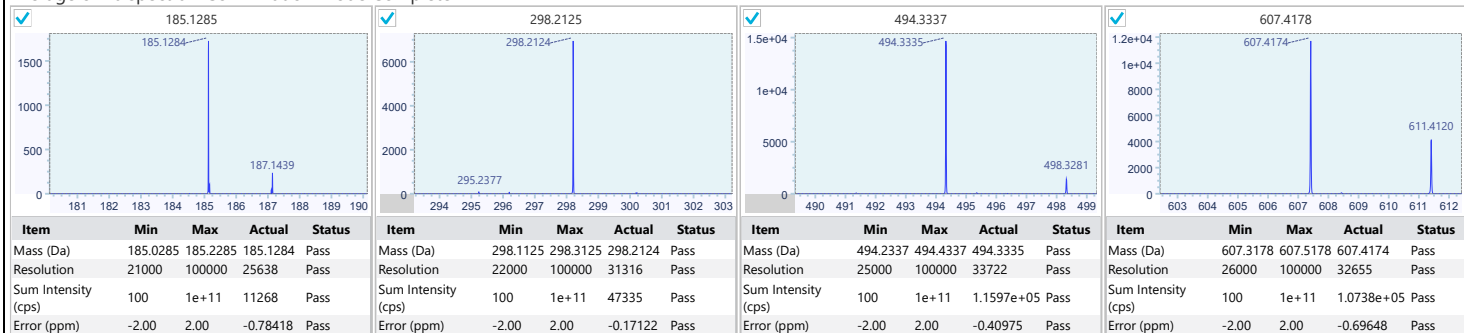 185.1285 298.2125 494.3337 607.4178
1500 1000 500 0
185.1284 187.1439
181 182 183 184 185 186 187 188 189 190
6000 4000 2000 0
298.2124 295.2377
294 295 296 297 298 299 300 301 302 303
1.5e+04 1e+04 5000 0
494.3335 498.3281
490 491 492 493 494 495 496 497 498 499
1.2e+04 1e+04 8000 6000 4000 2000 0
607.4174 611.4120
603 604 605 606 607 608 609 610 611 612
Item Min Max Actual Status Item Min Max Actual Status Item Min Max Actual Status Item Min Max Actual Status
Mass (Da) 185.0285 185.2285 185.1284 Pass Mass (Da) 298.1125 298.3125 298.2124 Pass Mass (Da) 494.2337 494.4337 494.3335 Pass Mass (Da) 607.3178 607.5178 607.4174 Pass
Resolution 21000 100000 25638 Pass Resolution 22000 100000 31316 Pass Resolution 25000 100000 33722 Pass Resolution 26000 100000 32655 Pass
Sum Intensity (cps) 100 1e+11 11268 Pass Sum Intensity (cps) 100 1e+11 47335 Pass Sum Intensity (cps) 100 1e+11 1.1597e+05 Pass Sum Intensity (cps) 100 1e+11 1.0738e+05 Pass
Error (ppm) -2.00 2.00 -0.78418 Pass Error (ppm) -2.00 2.00 -0.17122 Pass Error (ppm) -2.00 2.00 -0.40975 Pass Error (ppm) -2.00 2.00 -0.69648 Pass